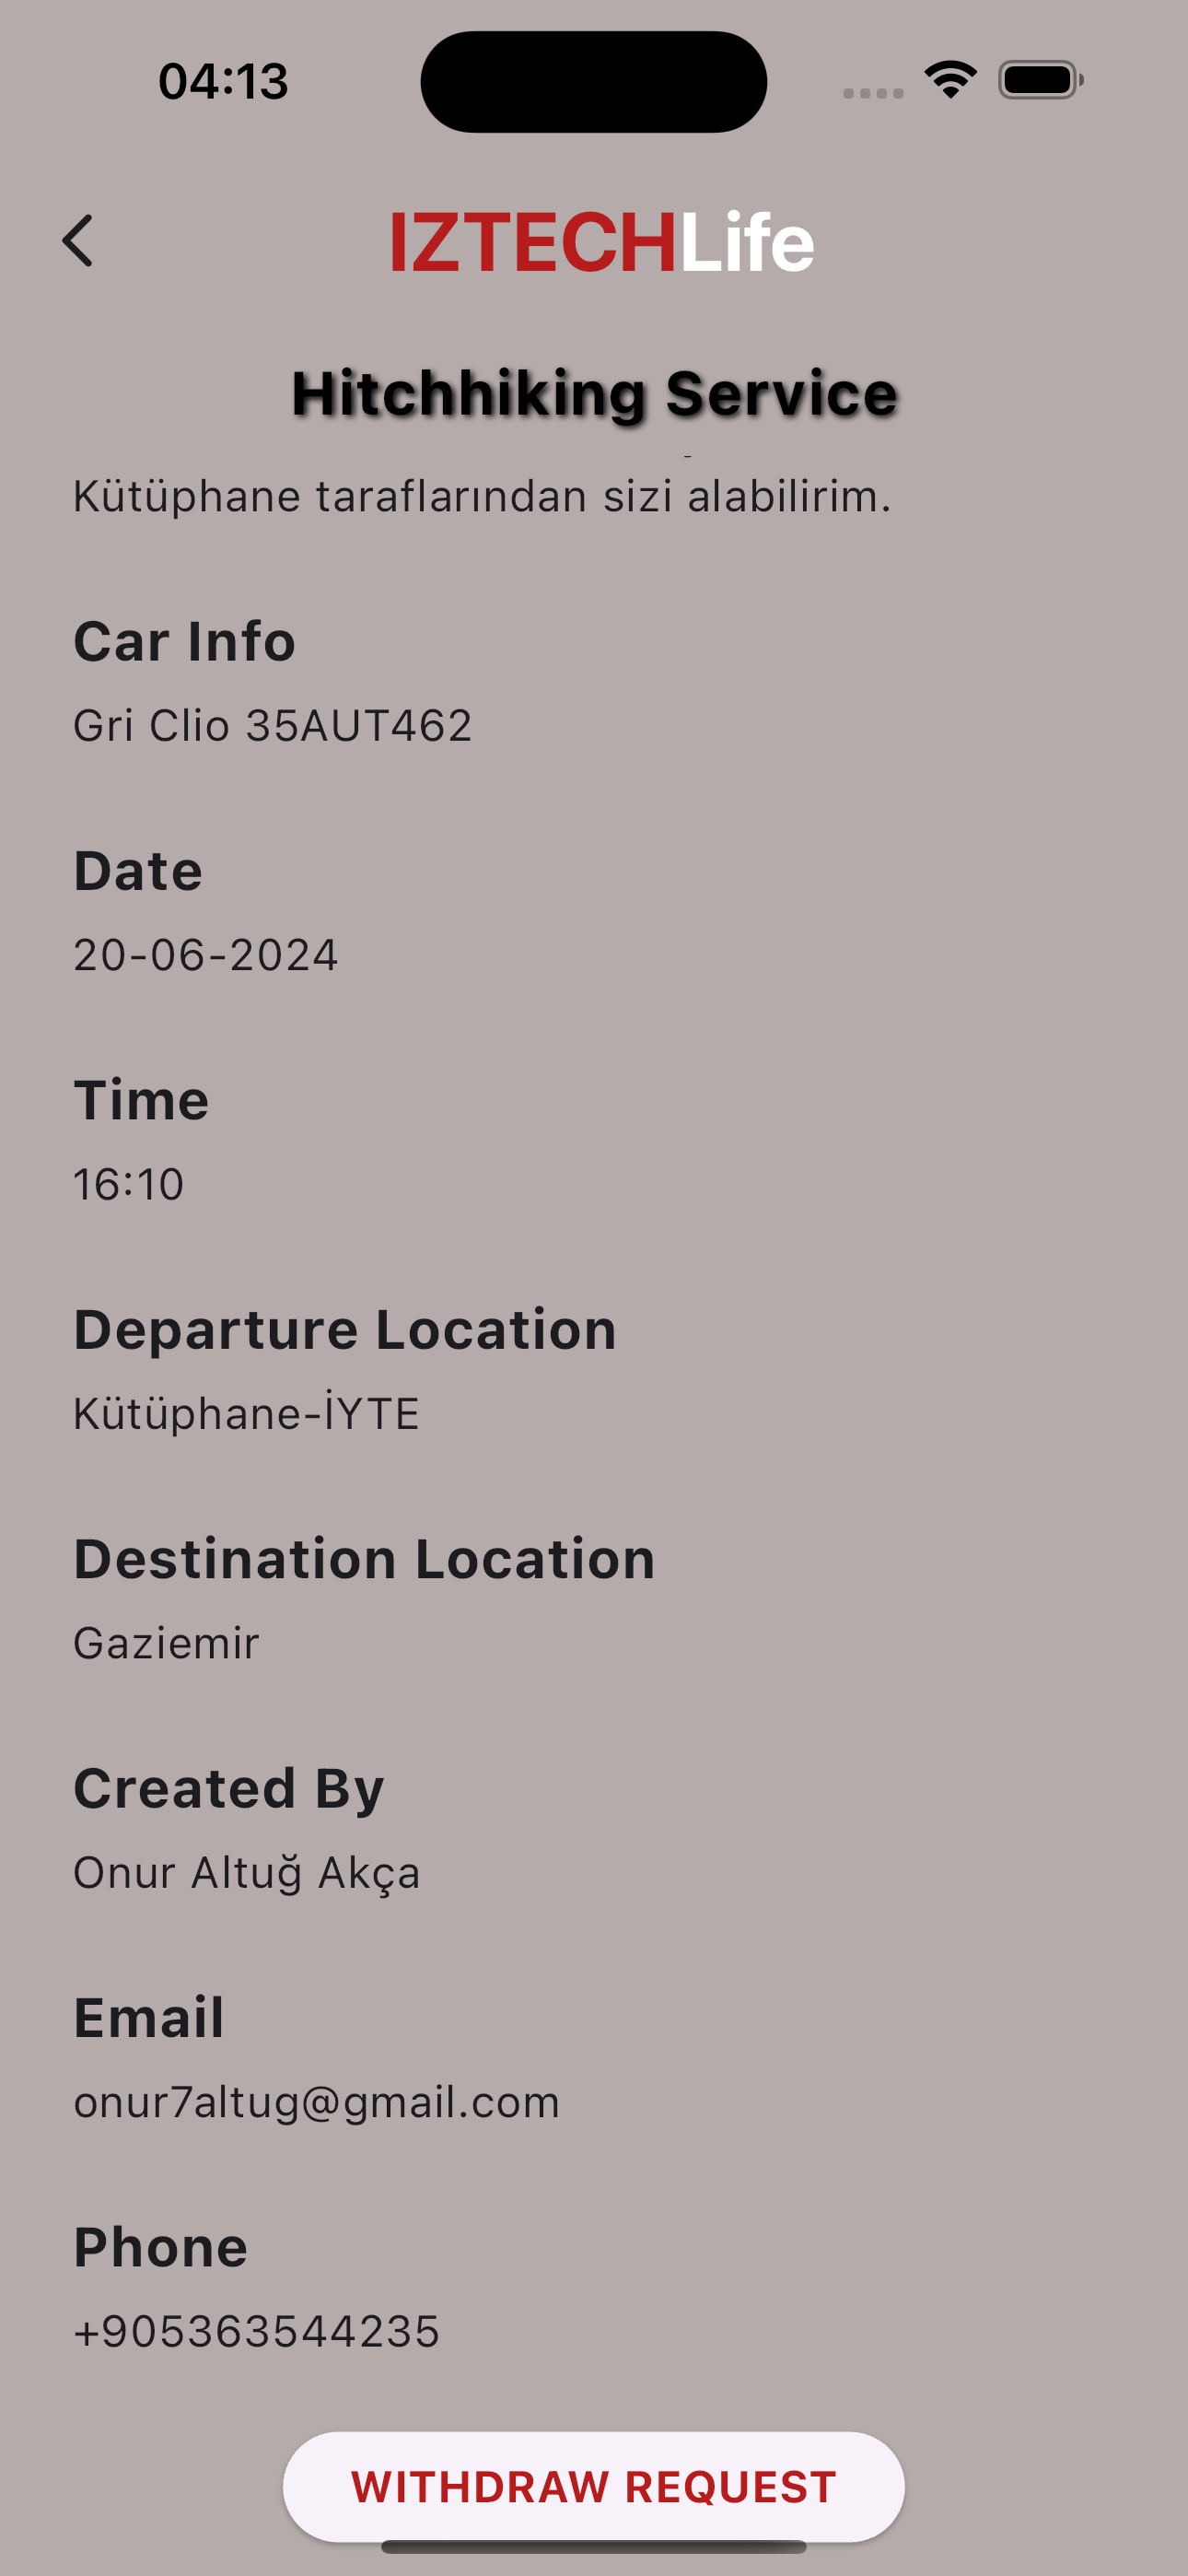 04:13
IZTECHLife
Hitchhiking Service
Kütüphane taraflarından sizi alabilirim.
Car Info
Gri Clio 35AUT462
Date
20-06-2024
Time
16:10
Departure Location
Kütüphane-İYTE
Destination Location
Gaziemir
Created By
Onur Altuğ Akça
Email
onur7altug@gmail.com
Phone
+905363544235
WITHDRAW REQUEST